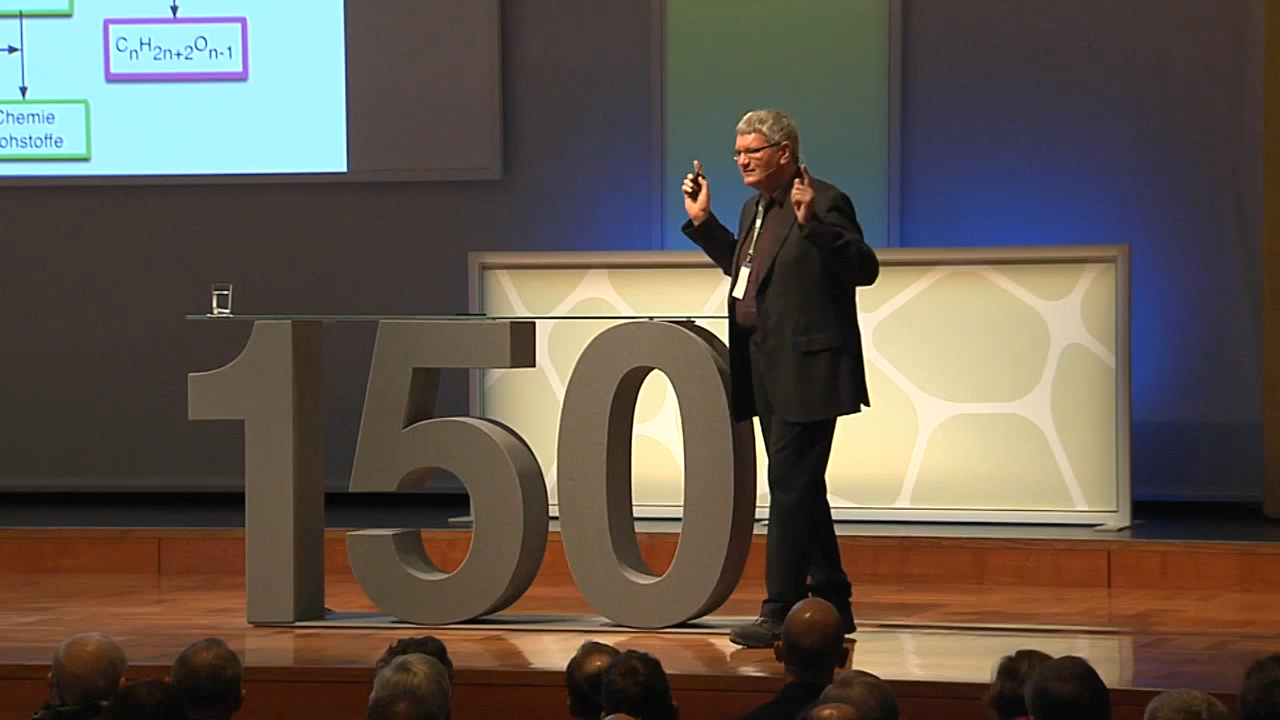 CₙH₂ₙ₊₂Oₙ₋₁
Chemie
ohstoffe
150